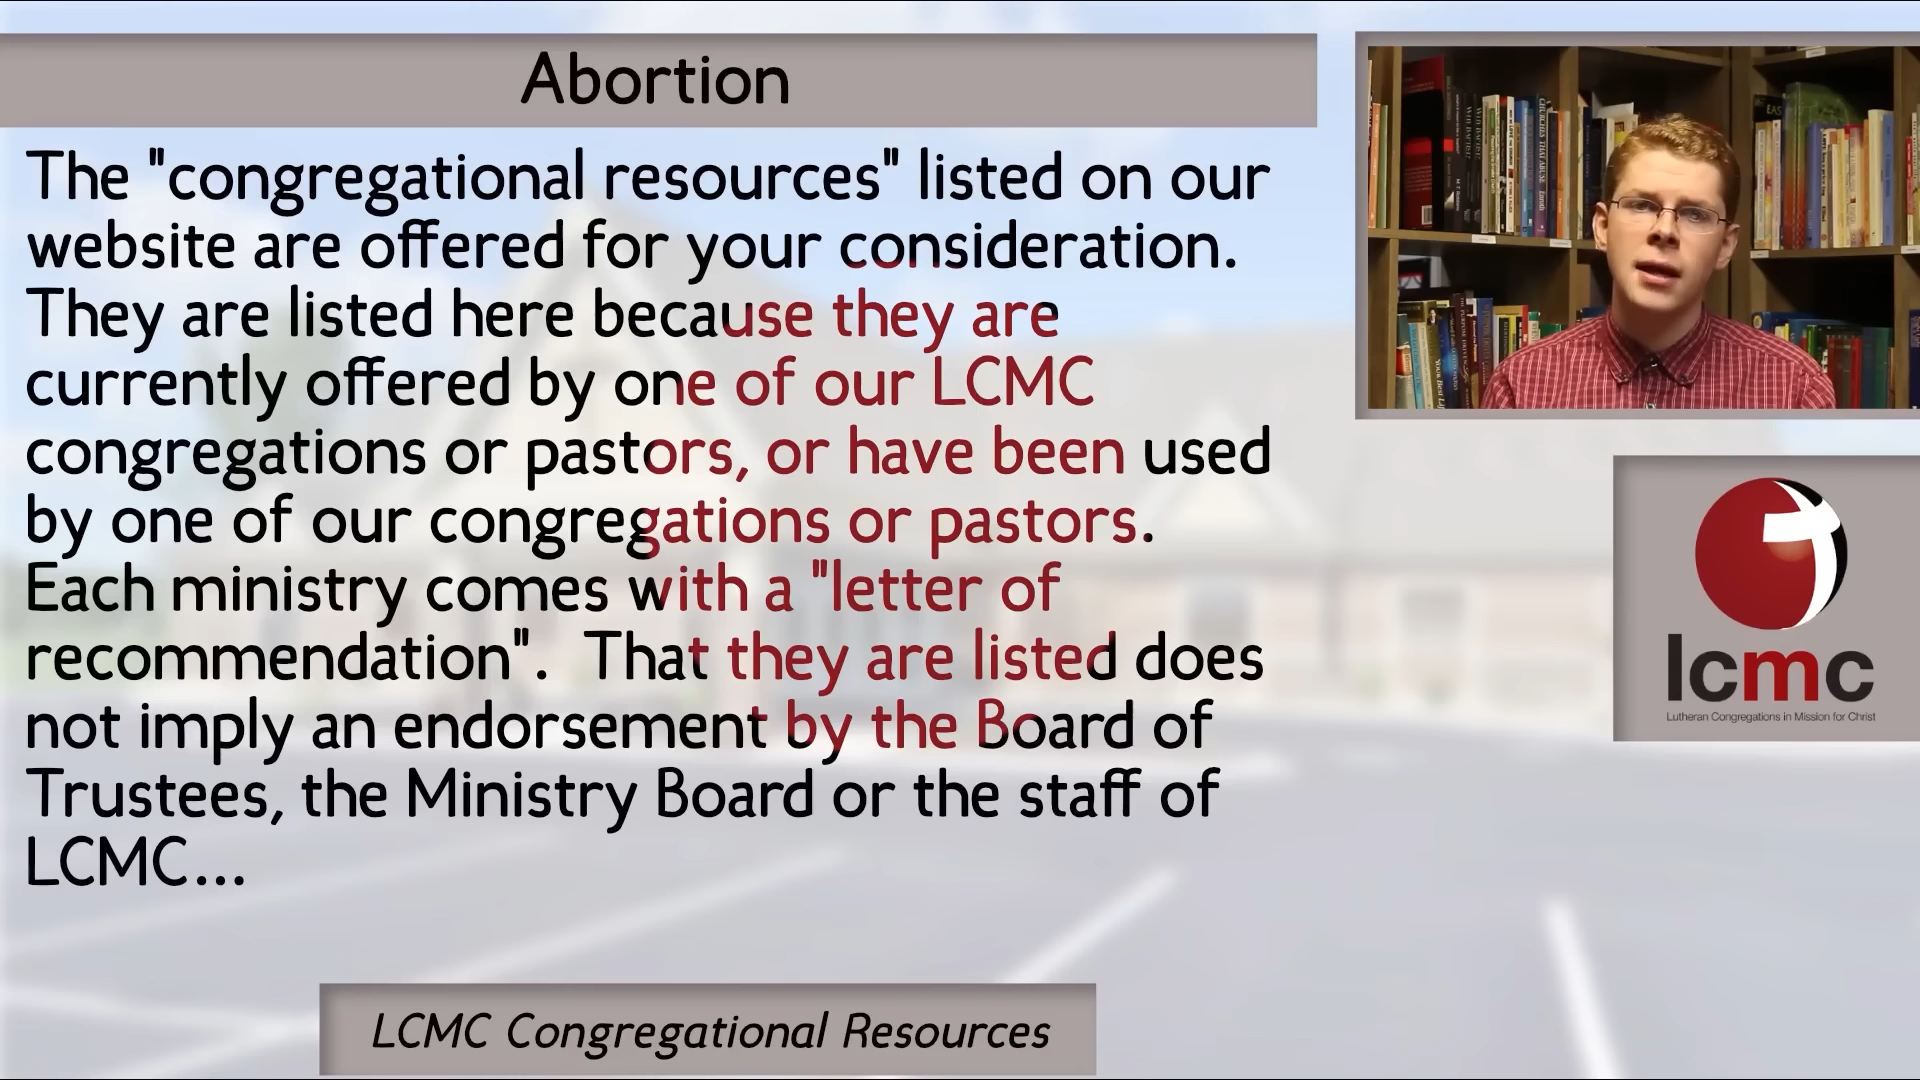 Abortion
The "congregational resources" listed on our
website are offered for your consideration.
They are listed here because they are
currently offered by one of our LCMC
congregations or pastors, or have been used
by one of our congregations or pastors.
Each ministry comes with a "letter of
recommendation".  That they are listed does
not imply an endorsement by the Board of
Trustees, the Ministry Board or the staff of
LCMC...
LCMC Congregational Resources
lcmc
Lutheran Congregations in Mission for Christ